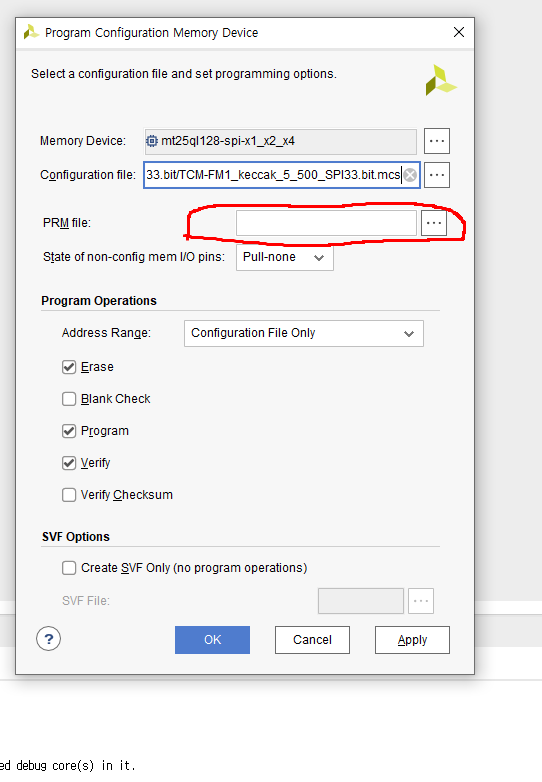 Program Configuration Memory Device
Select a configuration file and set programming options.
Memory Device: mt25ql128-spi-x1_x2_x4 ...
Configuration file: 33.bit/TCM-FM1_keccak_5_500_SPI33.bit.mcs ...
PRM file: ...
State of non-config mem I/O pins: Pull-none
Program Operations
Address Range: Configuration File Only
Erase
Blank Check
Program
Verify
Verify Checksum
SVF Options
Create SVF Only (no program operations)
SVF File: ...
? OK Cancel Apply
ed debug core(s) in it.